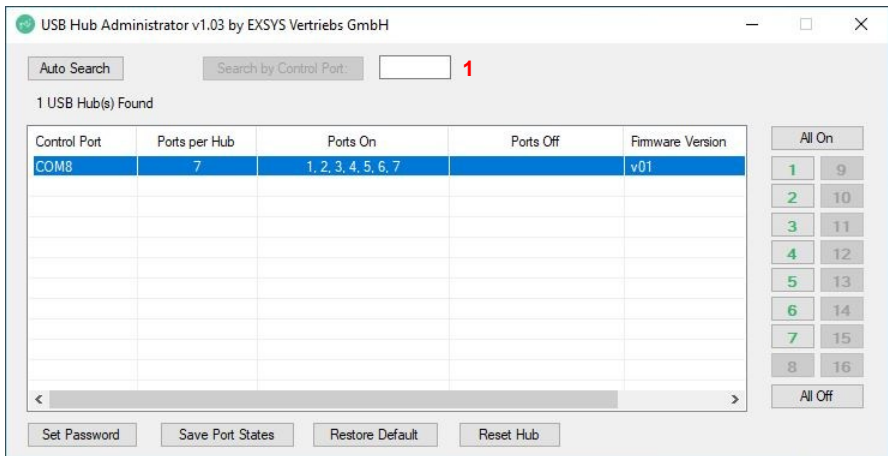 USB Hub Administrator v1.03 by EXSYS Vertriebs GmbH
Auto Search Search by Control Port: 1
1 USB Hub(s) Found
Control Port Ports per Hub Ports On Ports Off Firmware Version All On
COM8 7 1, 2, 3, 4, 5, 6, 7 v01
1 9
2 10
3 11
4 12
5 13
6 14
7 15
8 16
All Off
Set Password Save Port States Restore Default Reset Hub